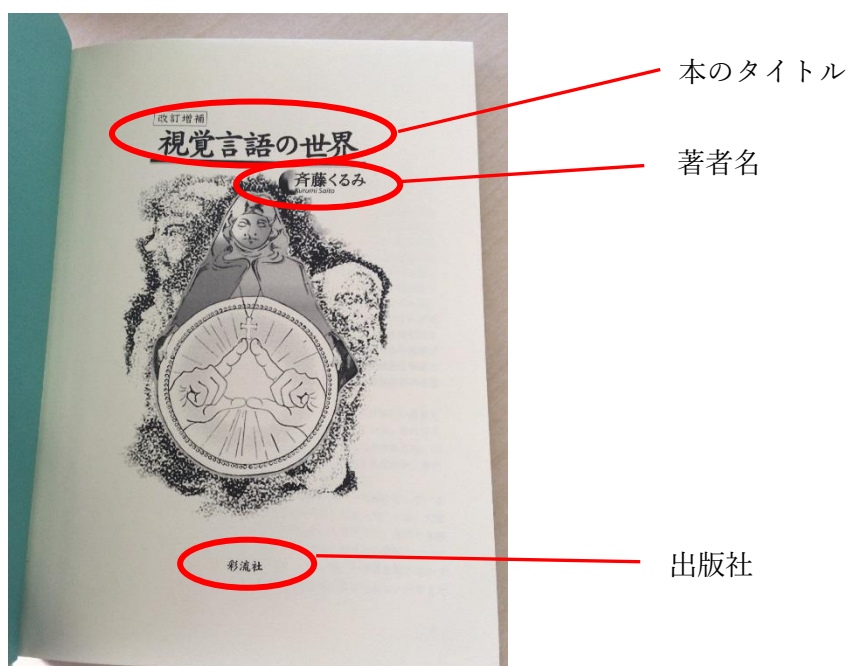 改訂増補
視覚言語の世界
斉藤くるみ
Kurumi Saito
彩流社
本のタイトル
著者名
出版社